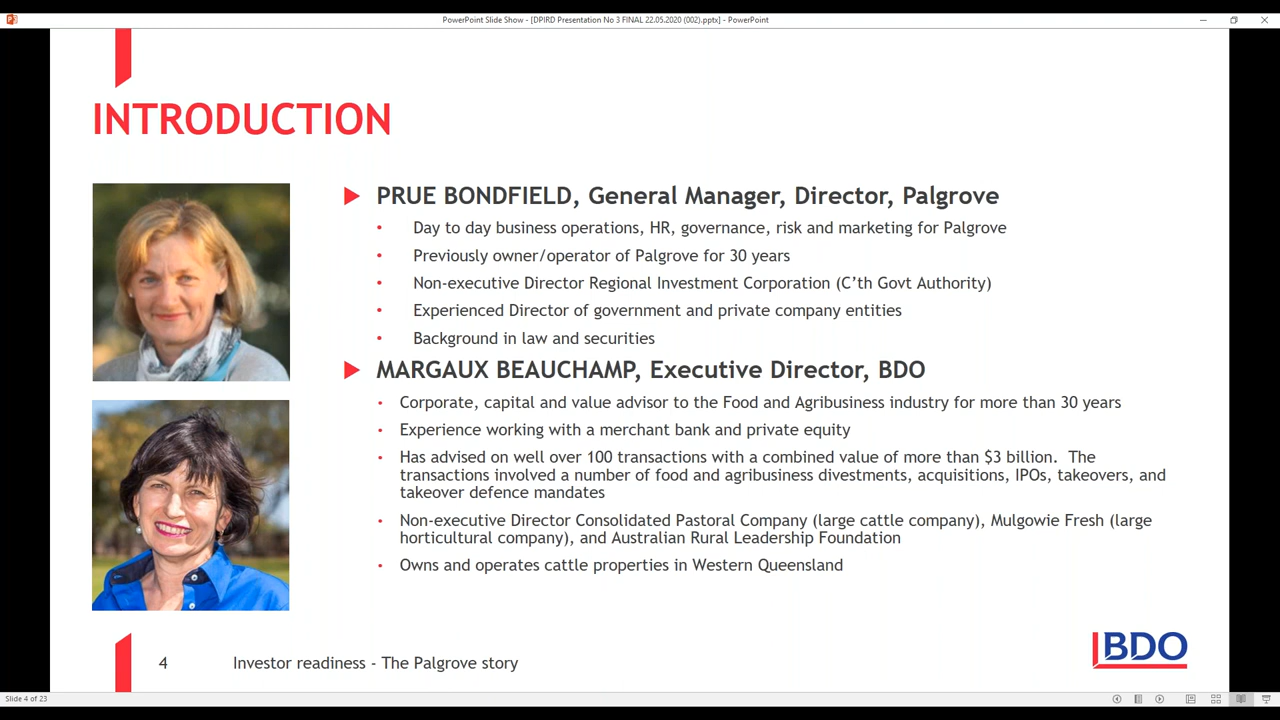 PowerPoint Slide Show - [DPIRD Presentation No 3 FINAL 22.05.2020 (002).pptx] - PowerPoint
INTRODUCTION
PRUE BONDFIELD, General Manager, Director, Palgrove
• Day to day business operations, HR, governance, risk and marketing for Palgrove
• Previously owner/operator of Palgrove for 30 years
• Non-executive Director Regional Investment Corporation (C’th Govt Authority)
• Experienced Director of government and private company entities
• Background in law and securities
MARGAUX BEAUCHAMP, Executive Director, BDO
• Corporate, capital and value advisor to the Food and Agribusiness industry for more than 30 years
• Experience working with a merchant bank and private equity
• Has advised on well over 100 transactions with a combined value of more than $3 billion. The
transactions involved a number of food and agribusiness divestments, acquisitions, IPOs, takeovers, and
takeover defence mandates
• Non-executive Director Consolidated Pastoral Company (large cattle company), Mulgowie Fresh (large
horticultural company), and Australian Rural Leadership Foundation
• Owns and operates cattle properties in Western Queensland
4 Investor readiness - The Palgrove story
BDO
Slide 4 of 23